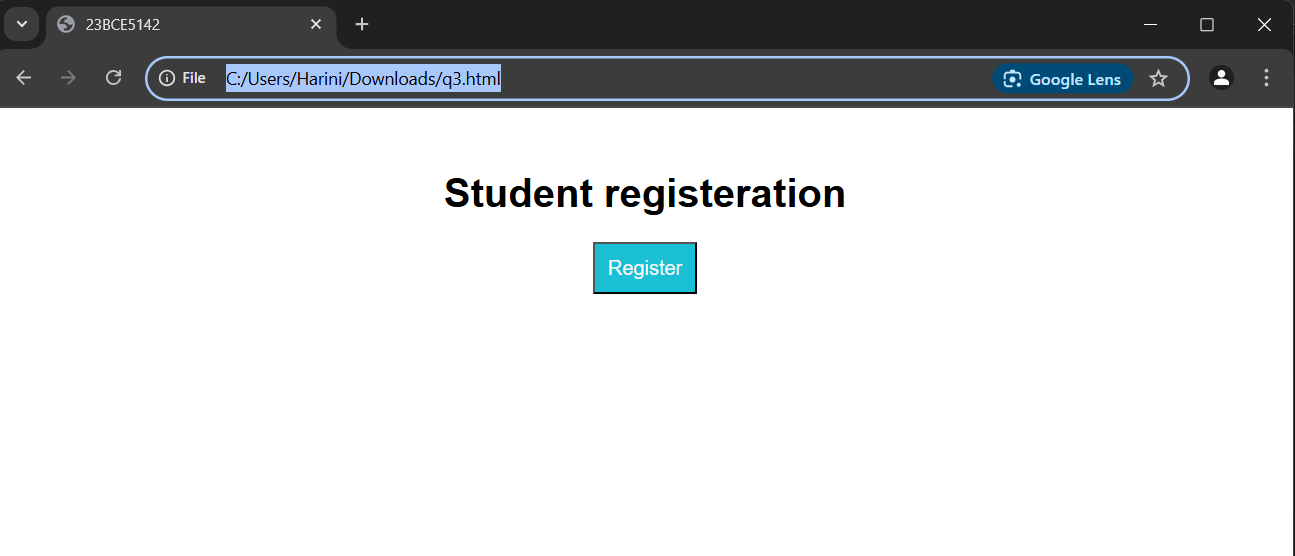 23BCE5142
File C:/Users/Harini/Downloads/q3.html Google Lens
Student registeration
Register